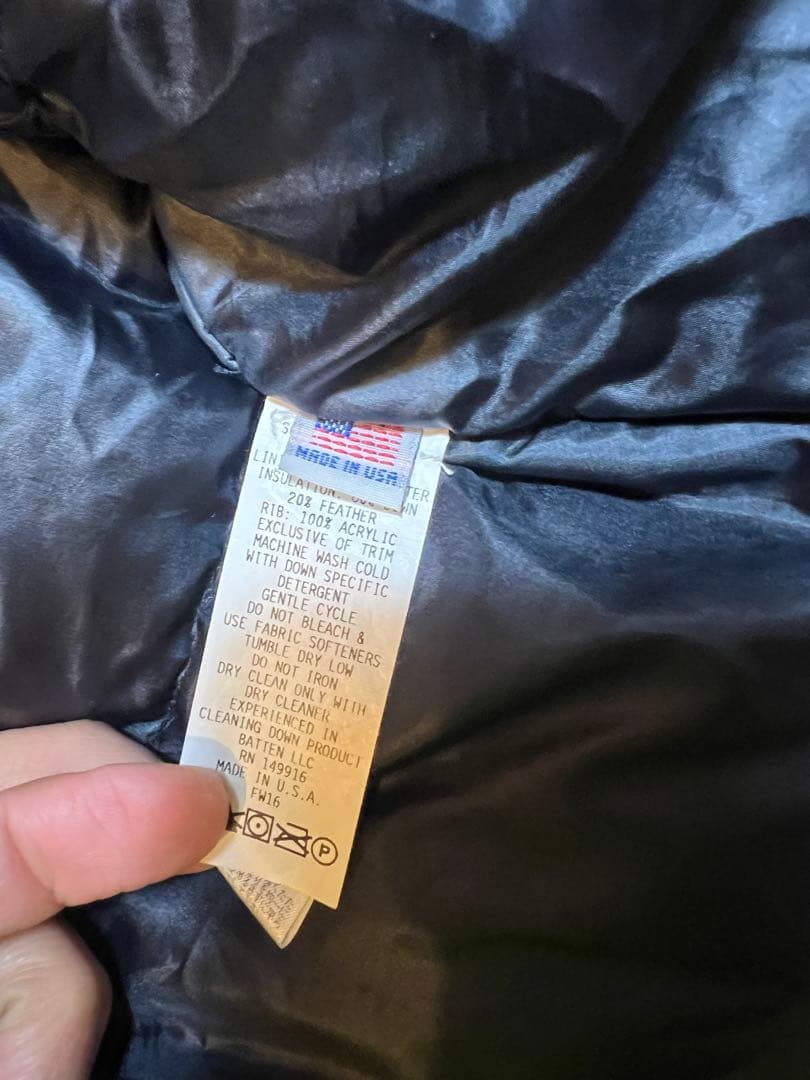 MADE IN USA
LIN
INSULATION:
20% FEATHER
RIB: 100% ACRYLIC
EXCLUSIVE OF TRIM
MACHINE WASH COLD
WITH DOWN SPECIFIC
DETERGENT
GENTLE CYCLE
DO NOT BLEACH &
USE FABRIC SOFTENERS
TUMBLE DRY LOW
DO NOT IRON
DRY CLEAN ONLY WITH
DRY CLEANER
EXPERIENCED IN
CLEANING DOWN PRODUCT
BATTEN LLC
RN 149916
MADE IN U.S.A.
FW16
P